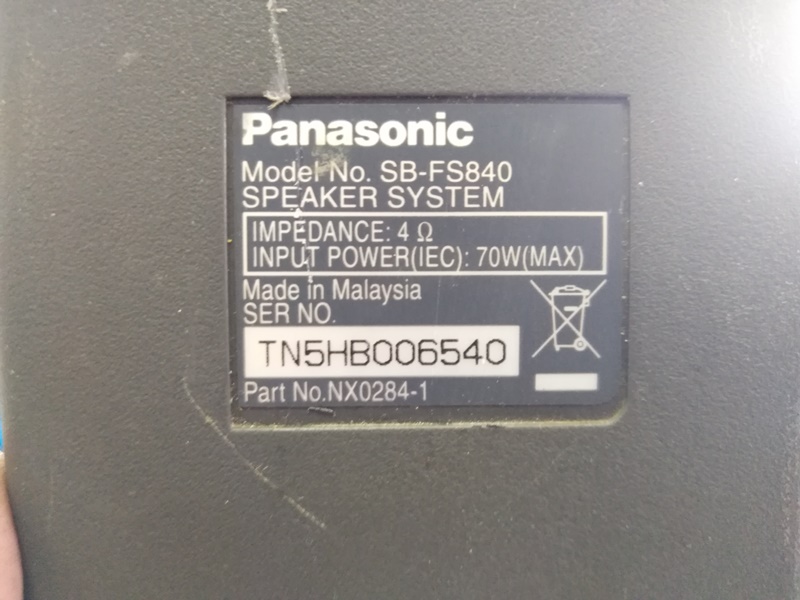 Panasonic
Model No. SB-FS840
SPEAKER SYSTEM
IMPEDANCE: 4 Ω
INPUT POWER(IEC): 70W(MAX)
Made in Malaysia
SER NO.
TN5HB006540
Part No.NX0284-1